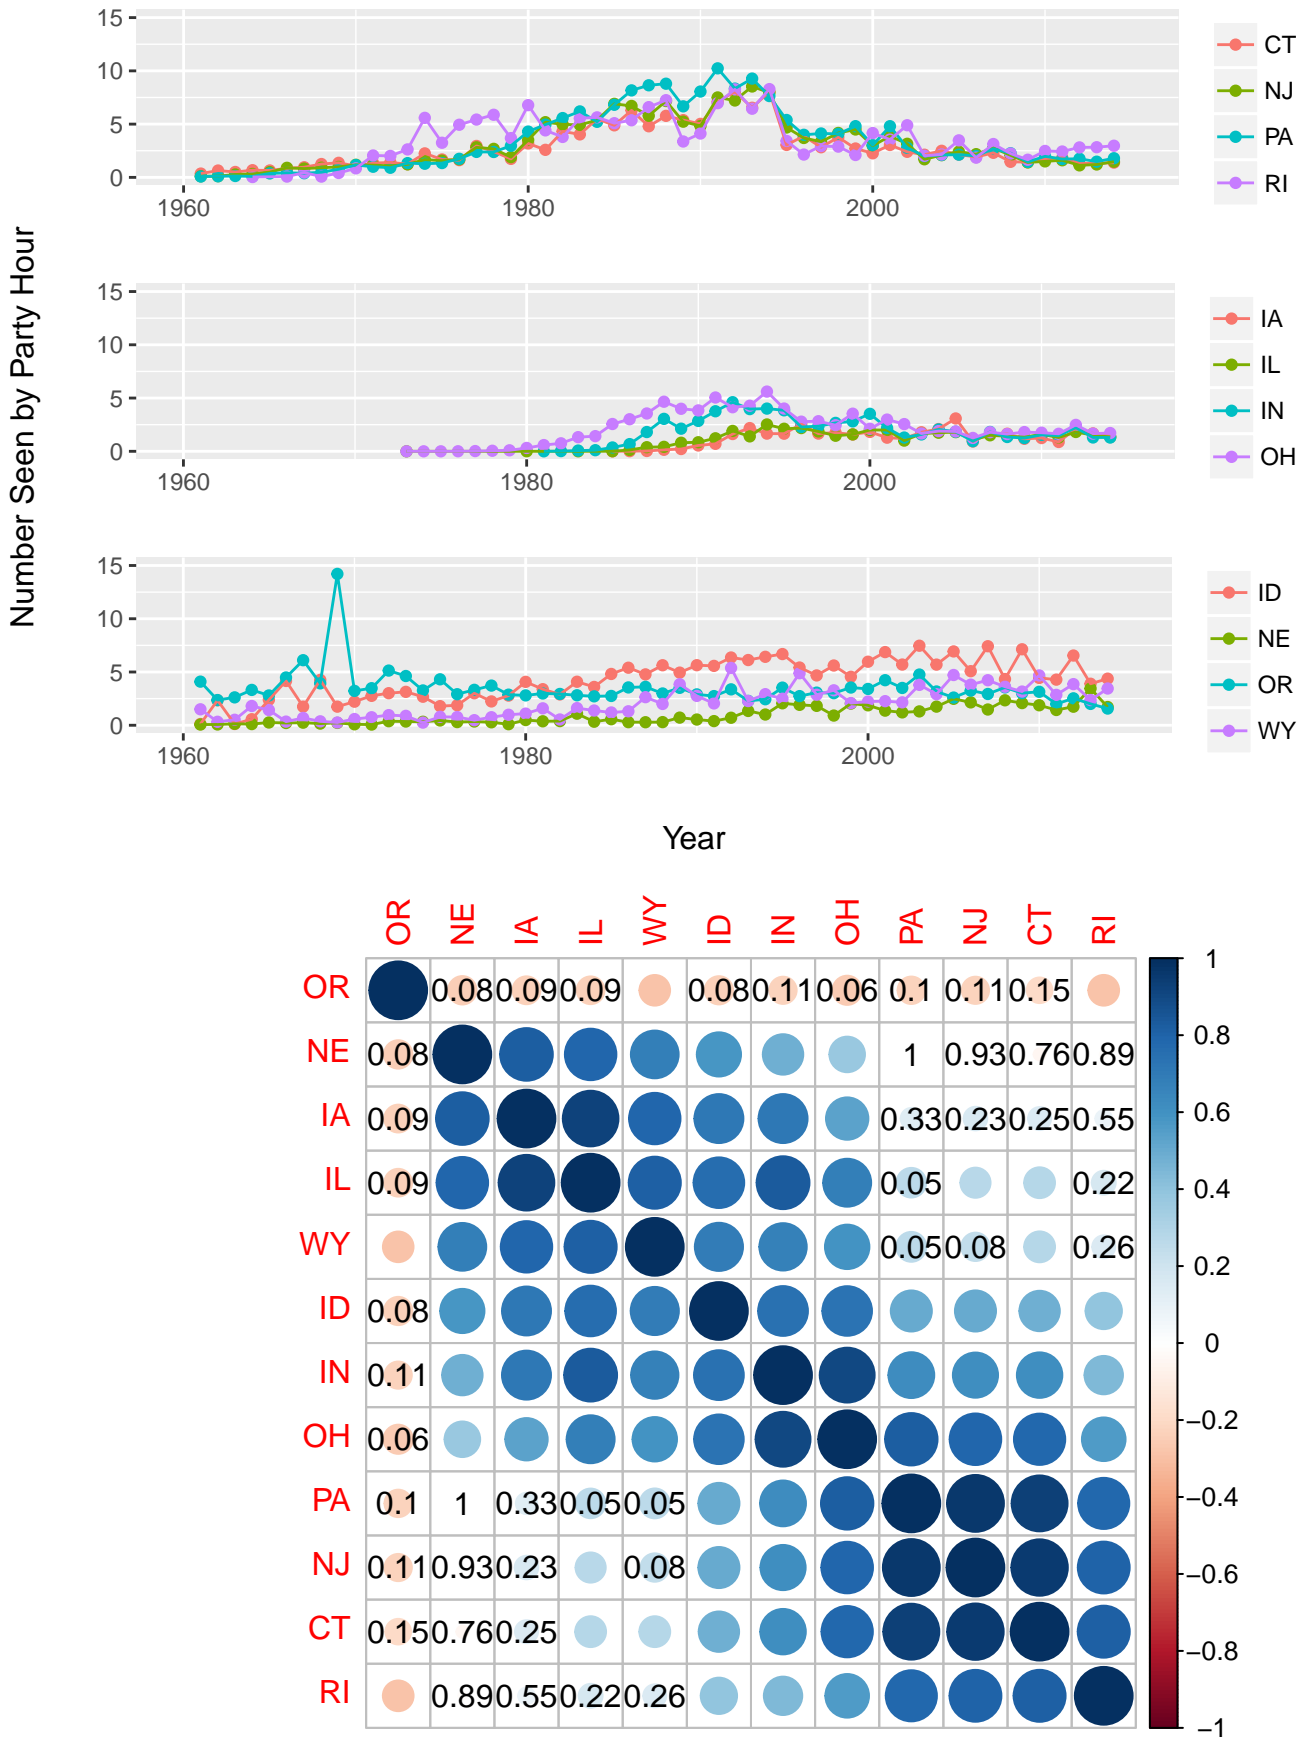 Number Seen by Party Hour
15
10
5
0
1960 1980 2000
CT
NJ
PA
RI
15
10
5
0
1960 1980 2000
IA
IL
IN
OH
15
10
5
0
1960 1980 2000
ID
NE
OR
WY
Year
OR NE IA IL WY ID IN OH PA NJ CT RI
OR 0.08 0.09 0.09 0.08 0.11 0.06 0.1 0.11 0.15
NE 0.08 1 0.93 0.76 0.89
IA 0.09 0.33 0.23 0.25 0.55
IL 0.09 0.05 0.22
WY 0.05 0.08 0.26
ID 0.08
IN 0.11
OH 0.06
PA 0.1 1 0.33 0.05 0.05
NJ 0.11 0.93 0.23 0.08
CT 0.15 0.76 0.25
RI 0.89 0.55 0.22 0.26
1
0.8
0.6
0.4
0.2
0
−0.2
−0.4
−0.6
−0.8
−1